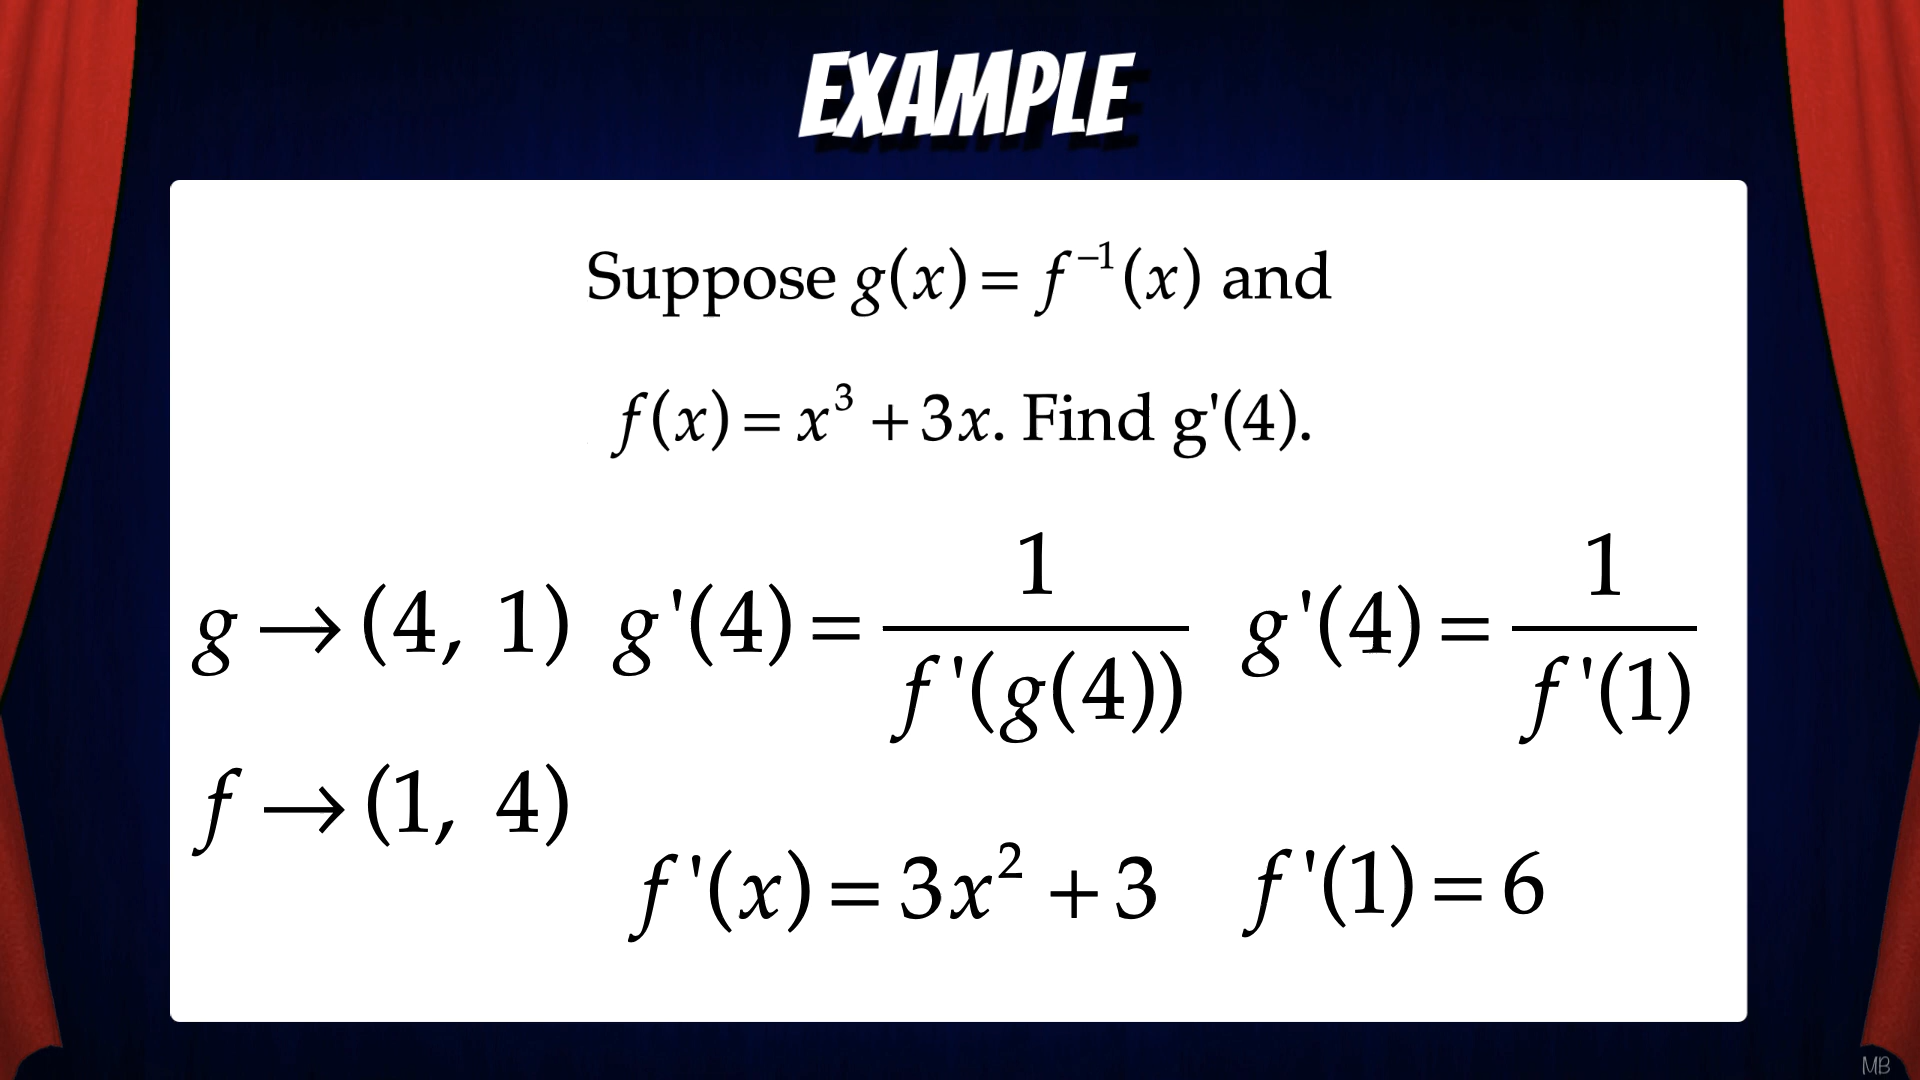 EXAMPLE
Suppose g(x) = f⁻¹(x) and
f(x) = x³ + 3x. Find g'(4).
g → (4, 1) g'(4) = 1/f'(g(4)) g'(4) = 1/f'(1)
f → (1, 4)
f'(x) = 3x² + 3 f'(1) = 6
MB